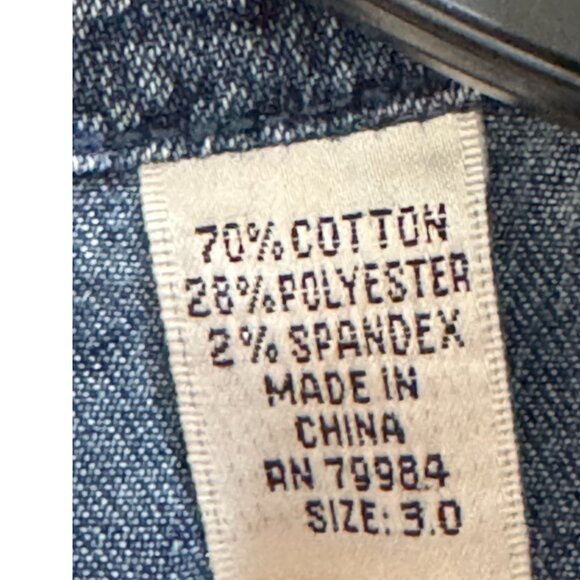 70% COTTON
28% POLYESTER
2% SPANDEX
MADE IN
CHINA
RN 79984
SIZE: 3.0